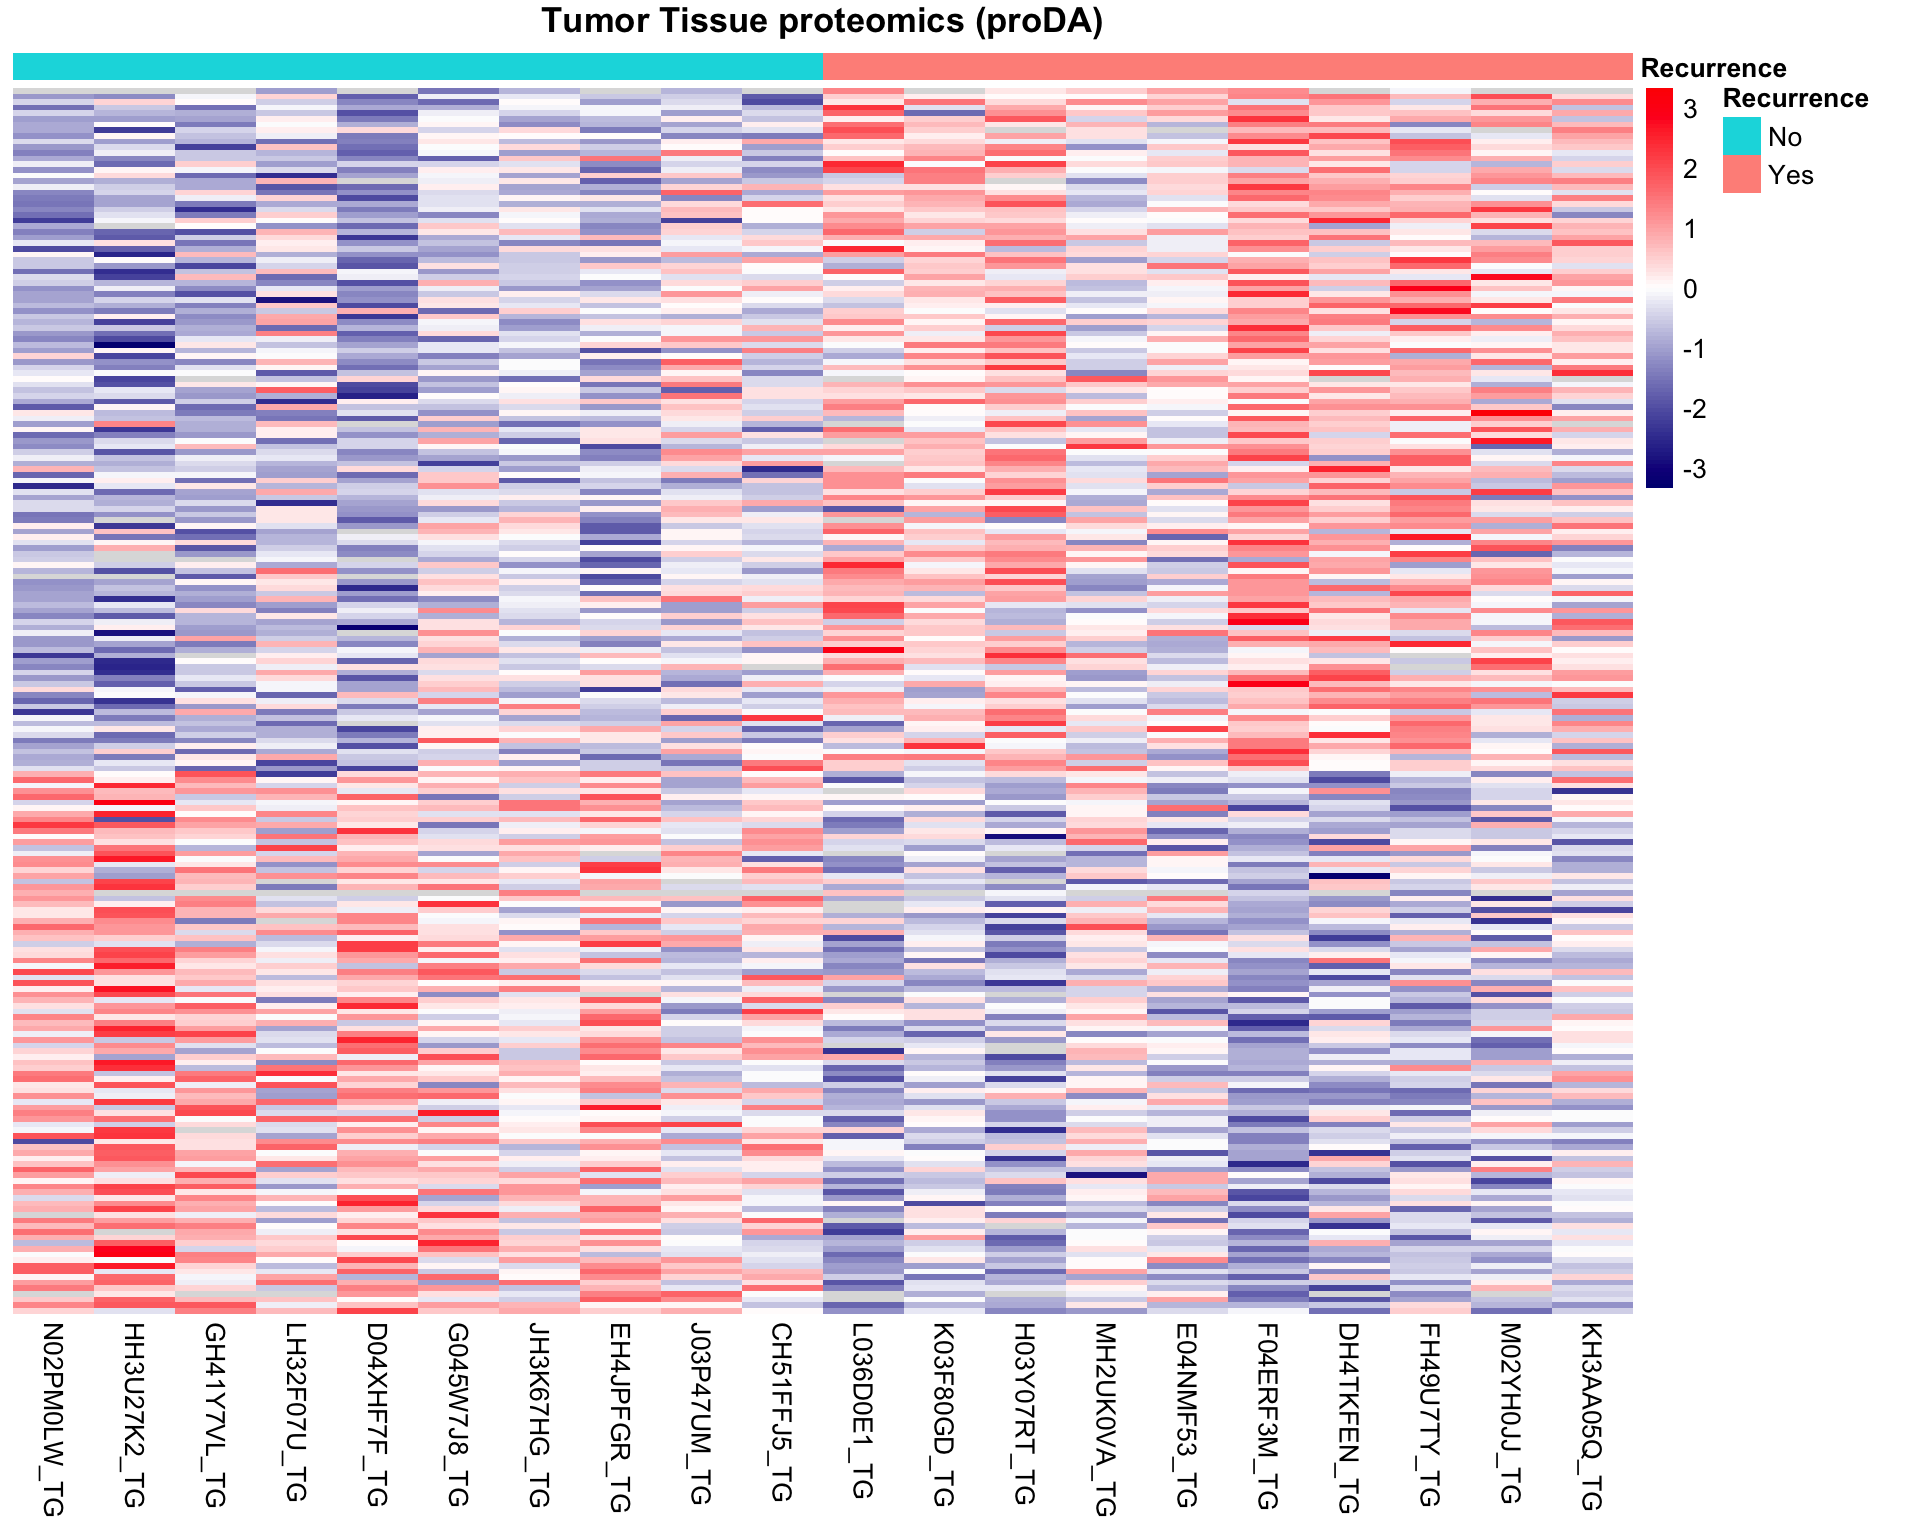 Tumor Tissue proteomics (proDA)
Recurrence
3
2
1
0
-1
-2
-3
Recurrence
No
Yes
N02PM0LW_TG
HH3U27K2_TG
GH41Y7VL_TG
LH32F07U_TG
D04XHF7F_TG
G045W7J8_TG
JH3K67HG_TG
EH4JPFGR_TG
J03P47UM_TG
CH51FFJ5_TG
L036D0E1_TG
K03F80GD_TG
H03Y07RT_TG
MH2UK0VA_TG
E04NMF53_TG
F04ERF3M_TG
DH4TKFEN_TG
FH49U7TY_TG
M02YH0JJ_TG
KH3AA05Q_TG